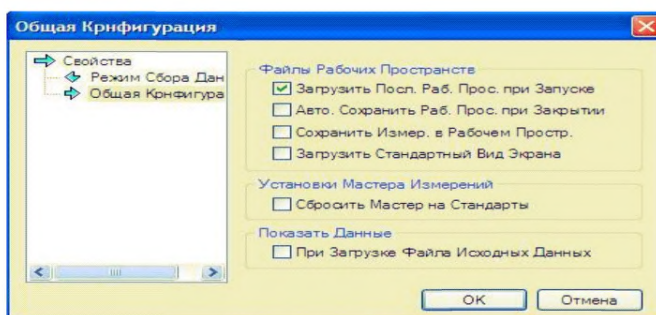 Общая Крнфигурация
Свойства
Режим Сбора Дан
Общая Крнфигура
Файлы Рабочих Пространств
Загрузить Посл. Раб. Прос. при Запуске
Авто. Сохранить Раб. Прос. при Закрытии
Сохранить Измер. в Рабочем Простр.
Загрузить Стандартный Вид Экрана
Установки Мастера Измерений
Сбросить Мастер на Стандарты
Показать Данные
При Загрузке Файла Исходных Данных
OK
Отмена